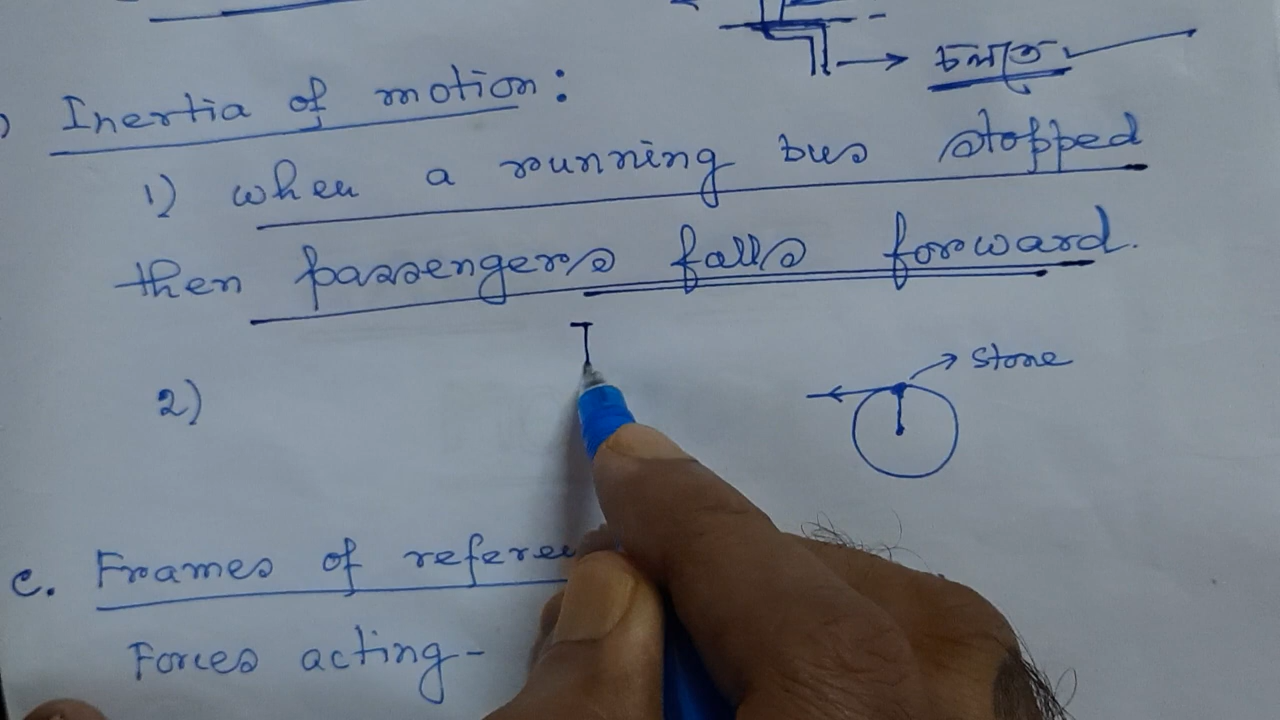 চলন্ত
Inertia of motion:
1) when a running bus stopped
then passengers falls forward.
2)
Stone
c. Frames of refere
Forces acting-